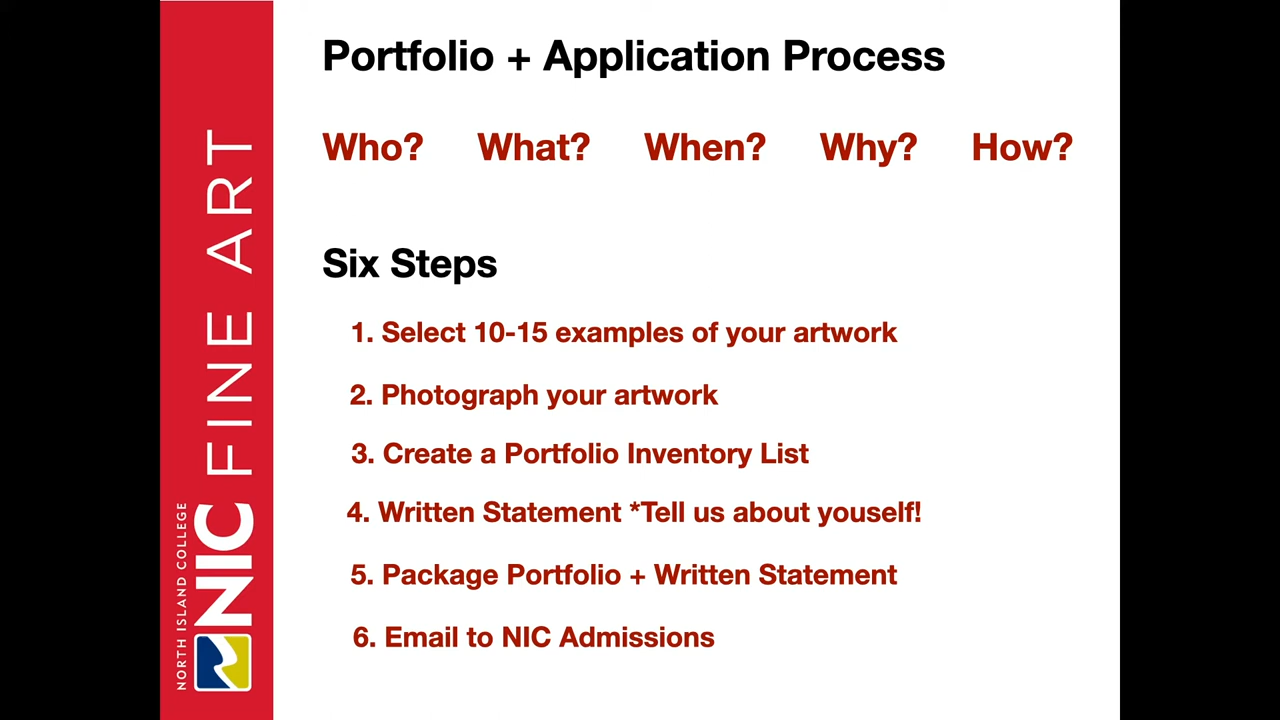 Portfolio + Application Process
Who? What? When? Why? How?
Six Steps
1. Select 10-15 examples of your artwork
2. Photograph your artwork
3. Create a Portfolio Inventory List
4. Written Statement *Tell us about youself!
5. Package Portfolio + Written Statement
6. Email to NIC Admissions
NORTH ISLAND COLLEGE
NIC FINE ART